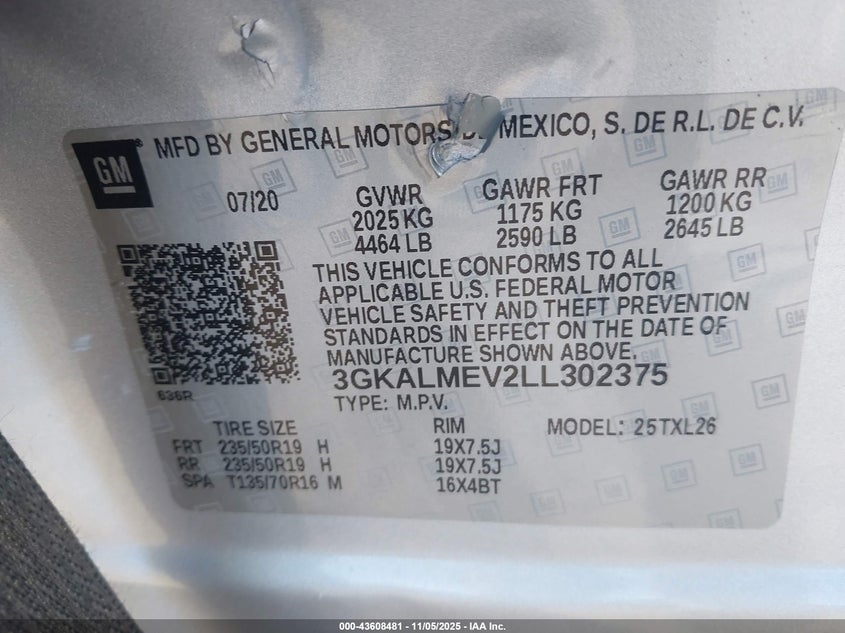 GM
MFD BY GENERAL MOTORS DE MEXICO, S. DE R.L. DE C.V.
07/20 GVWR GAWR FRT GAWR RR
2025 KG 1175 KG 1200 KG
4464 LB 2590 LB 2645 LB
THIS VEHICLE CONFORMS TO ALL
APPLICABLE U.S. FEDERAL MOTOR
VEHICLE SAFETY AND THEFT PREVENTION
STANDARDS IN EFFECT ON THE DATE OF
MANUFACTURE SHOWN ABOVE.
3GKALMEV2LL302375
636R
TYPE: M.P.V.
TIRE SIZE RIM MODEL: 25TXL26
FRT 235/50R19 H 19X7.5J
RR 235/50R19 H 19X7.5J
SPA T135/70R16 M 16X4BT
000-43608481 - 11/05/2025 - IAA Inc.